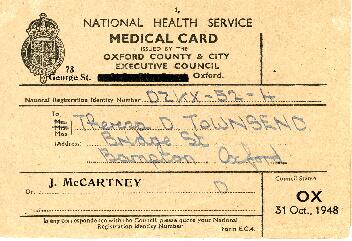 1,
NATIONAL HEALTH SERVICE
MEDICAL CARD
ISSUED BY THE
OXFORD COUNTY & CITY
EXECUTIVE COUNCIL
73
George St. Oxford.
National Registration Identity Number DZKX-52-4
To
Mr.
Mrs.
Miss
Theresa D. TOWNSEND
(Address) Bridge St
Bampton Oxford
Dr. J. McCARTNEY D
Council Stamp
OX
31 Oct., 1948
In any correspondence with the Council, please quote your National
Registration Identity Number.
Form E.C.4.